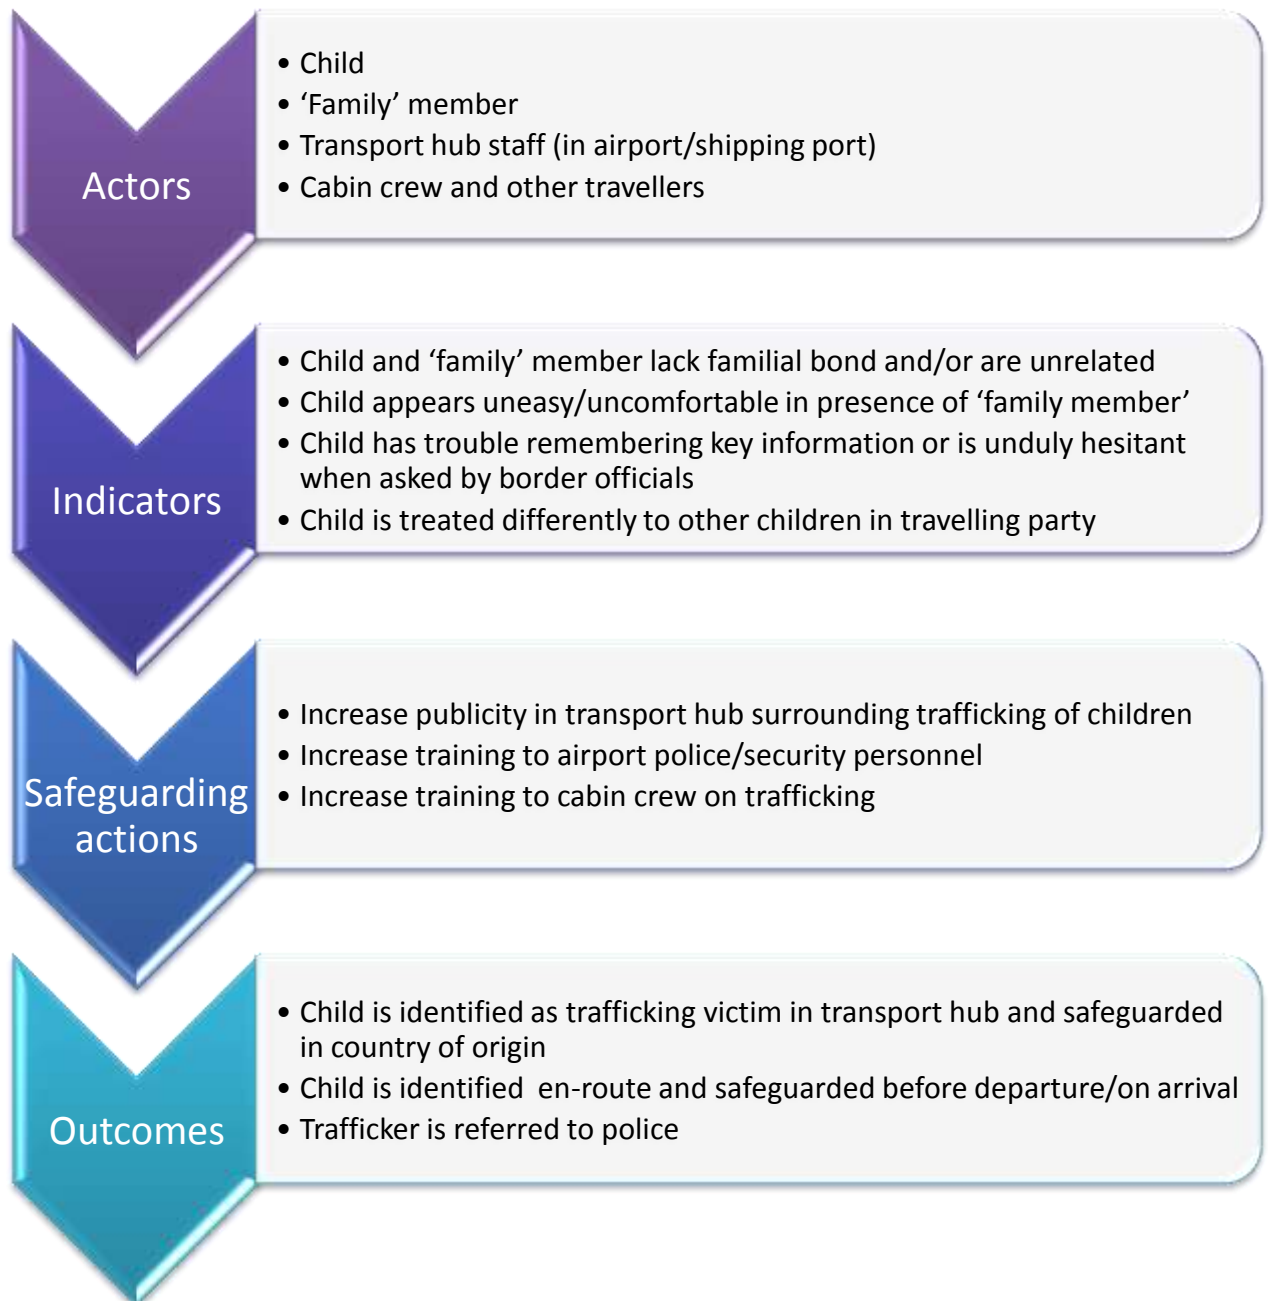 Actors
• Child
• ‘Family’ member
• Transport hub staff (in airport/shipping port)
• Cabin crew and other travellers
Indicators
• Child and ‘family’ member lack familial bond and/or are unrelated
• Child appears uneasy/uncomfortable in presence of ‘family member’
• Child has trouble remembering key information or is unduly hesitant
when asked by border officials
• Child is treated differently to other children in travelling party
Safeguarding
actions
• Increase publicity in transport hub surrounding trafficking of children
• Increase training to airport police/security personnel
• Increase training to cabin crew on trafficking
Outcomes
• Child is identified as trafficking victim in transport hub and safeguarded
in country of origin
• Child is identified  en-route and safeguarded before departure/on arrival
• Trafficker is referred to police